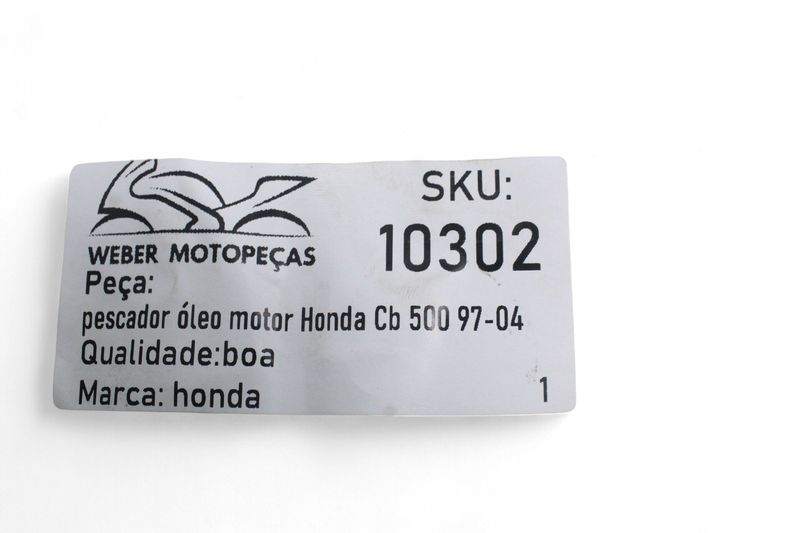 SKU:
10302
WEBER MOTOPEÇAS
Peça:
pescador óleo motor Honda Cb 500 97-04
Qualidade:boa
Marca: honda
1